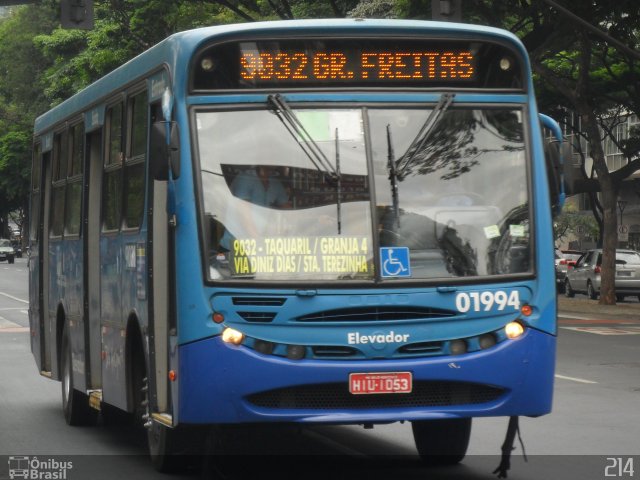 9032 GR. FREITAS
9032 - TAQUARIL / GRANJA 4
VIA DINIZ DIAS / STA. TEREZINHA
01994
Elevador
HIU-1053
Ônibus
Brasil
214